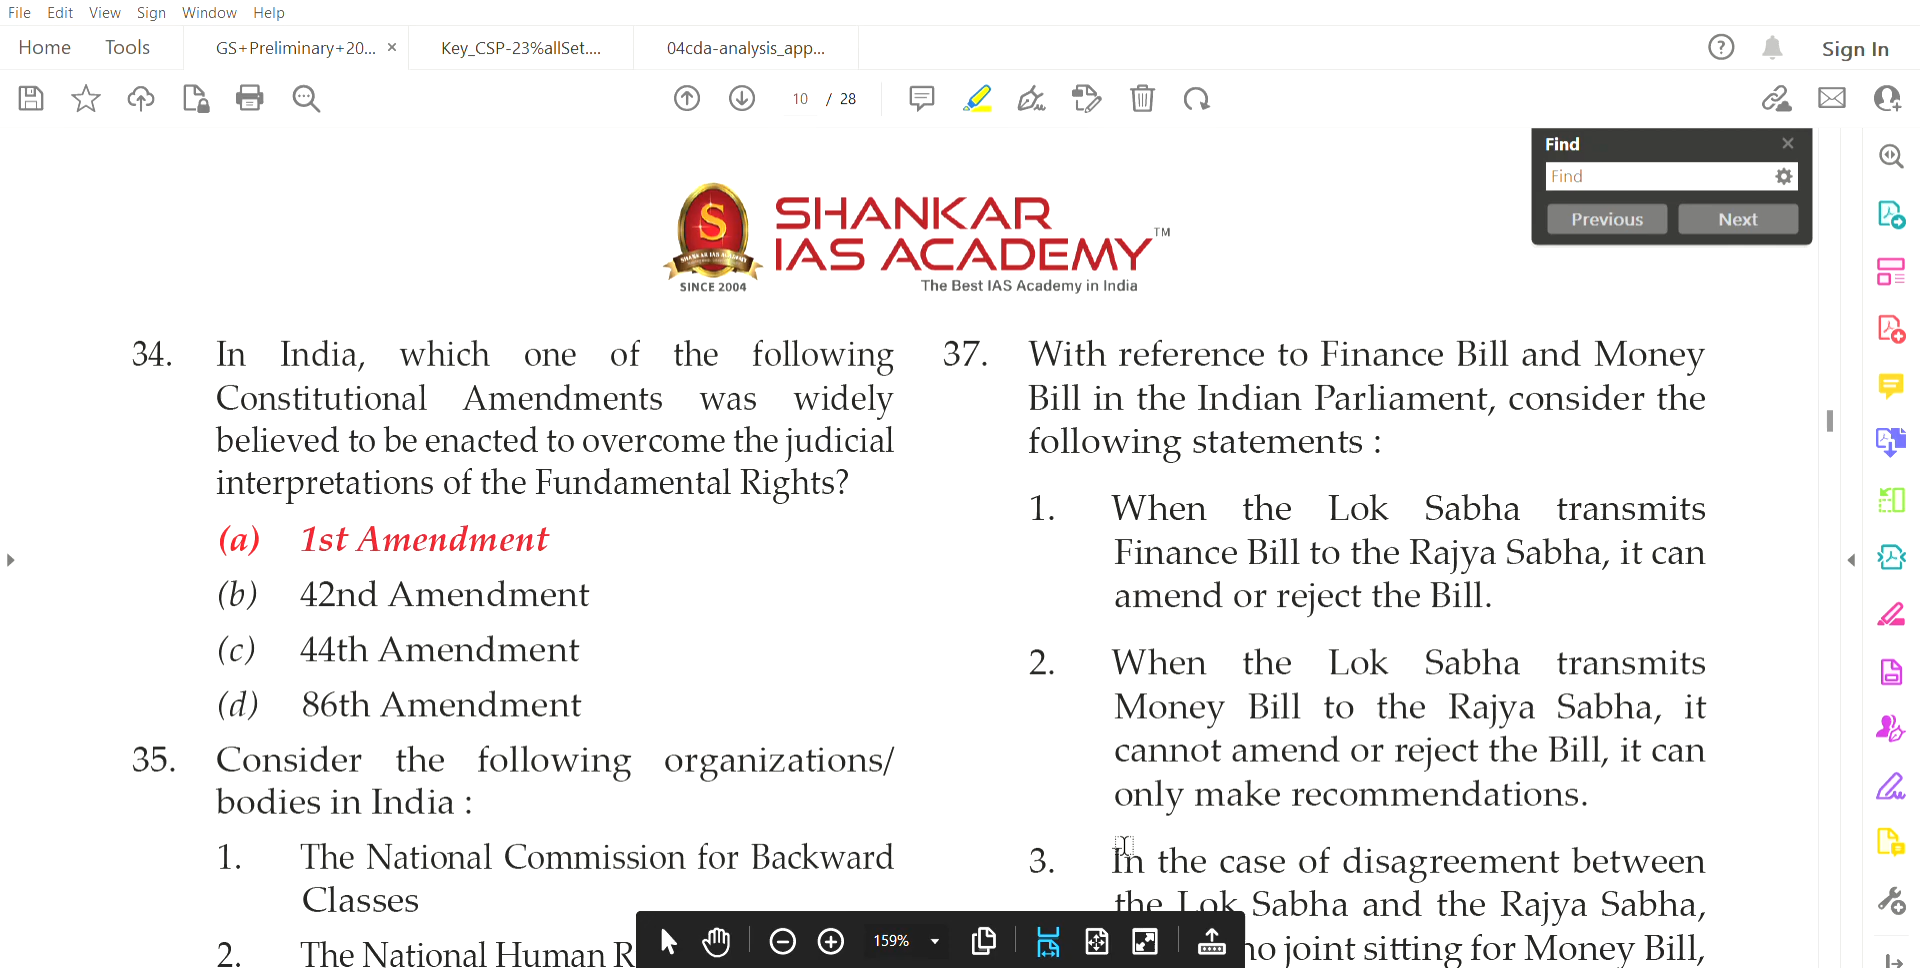 File Edit View Sign Window Help
Home Tools GS+Preliminary+20... × Key_CSP-23%allSet.... 04cda-analysis_app... Sign In
10 / 28
Find
Find
Previous Next
S
SHANKAR IAS ACADEMY
SINCE 2004
SHANKAR
IAS ACADEMY TM
The Best IAS Academy in India
34. In India, which one of the following
Constitutional Amendments was widely
believed to be enacted to overcome the judicial
interpretations of the Fundamental Rights?
(a) 1st Amendment
(b) 42nd Amendment
(c) 44th Amendment
(d) 86th Amendment
35. Consider the following organizations/
bodies in India :
1. The National Commission for Backward
Classes
2. The National Human R
37. With reference to Finance Bill and Money
Bill in the Indian Parliament, consider the
following statements :
1. When the Lok Sabha transmits
Finance Bill to the Rajya Sabha, it can
amend or reject the Bill.
2. When the Lok Sabha transmits
Money Bill to the Rajya Sabha, it
cannot amend or reject the Bill, it can
only make recommendations.
3. In the case of disagreement between
the Lok Sabha and the Rajya Sabha,
no joint sitting for Money Bill,
159%